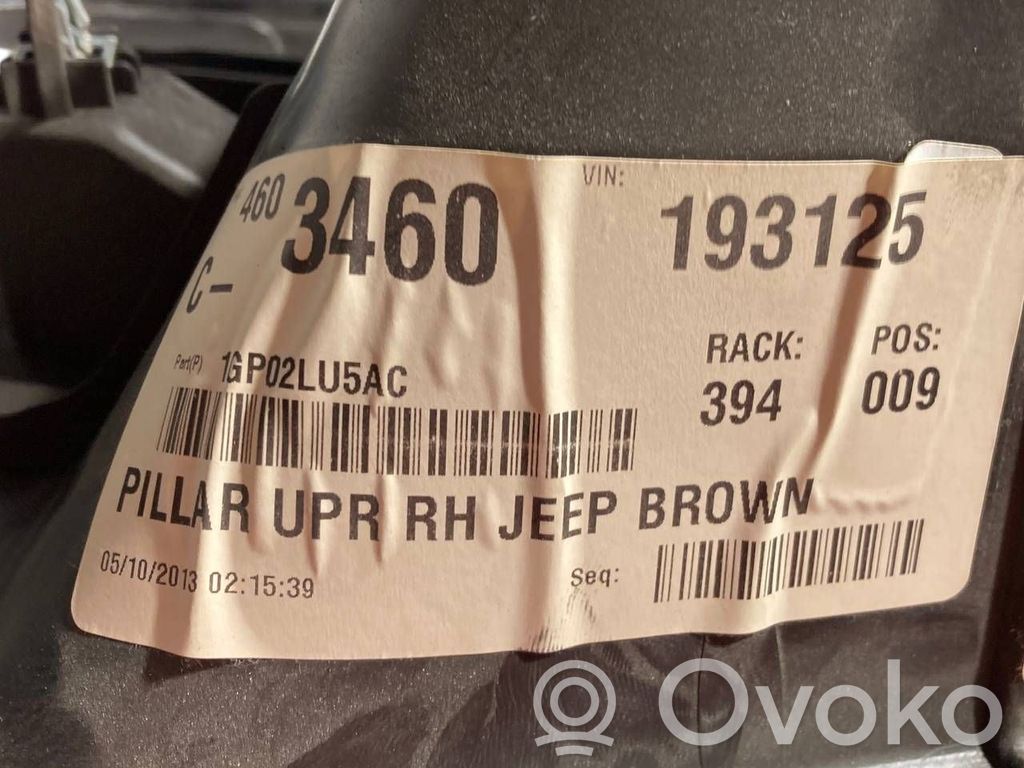 460 3460 VIN: 193125
C-
Part(P) 1GP02LU5AC
RACK: POS:
394 009
PILLAR UPR RH JEEP BROWN
05/10/2013 02:15:39 Seq:
Ovoko